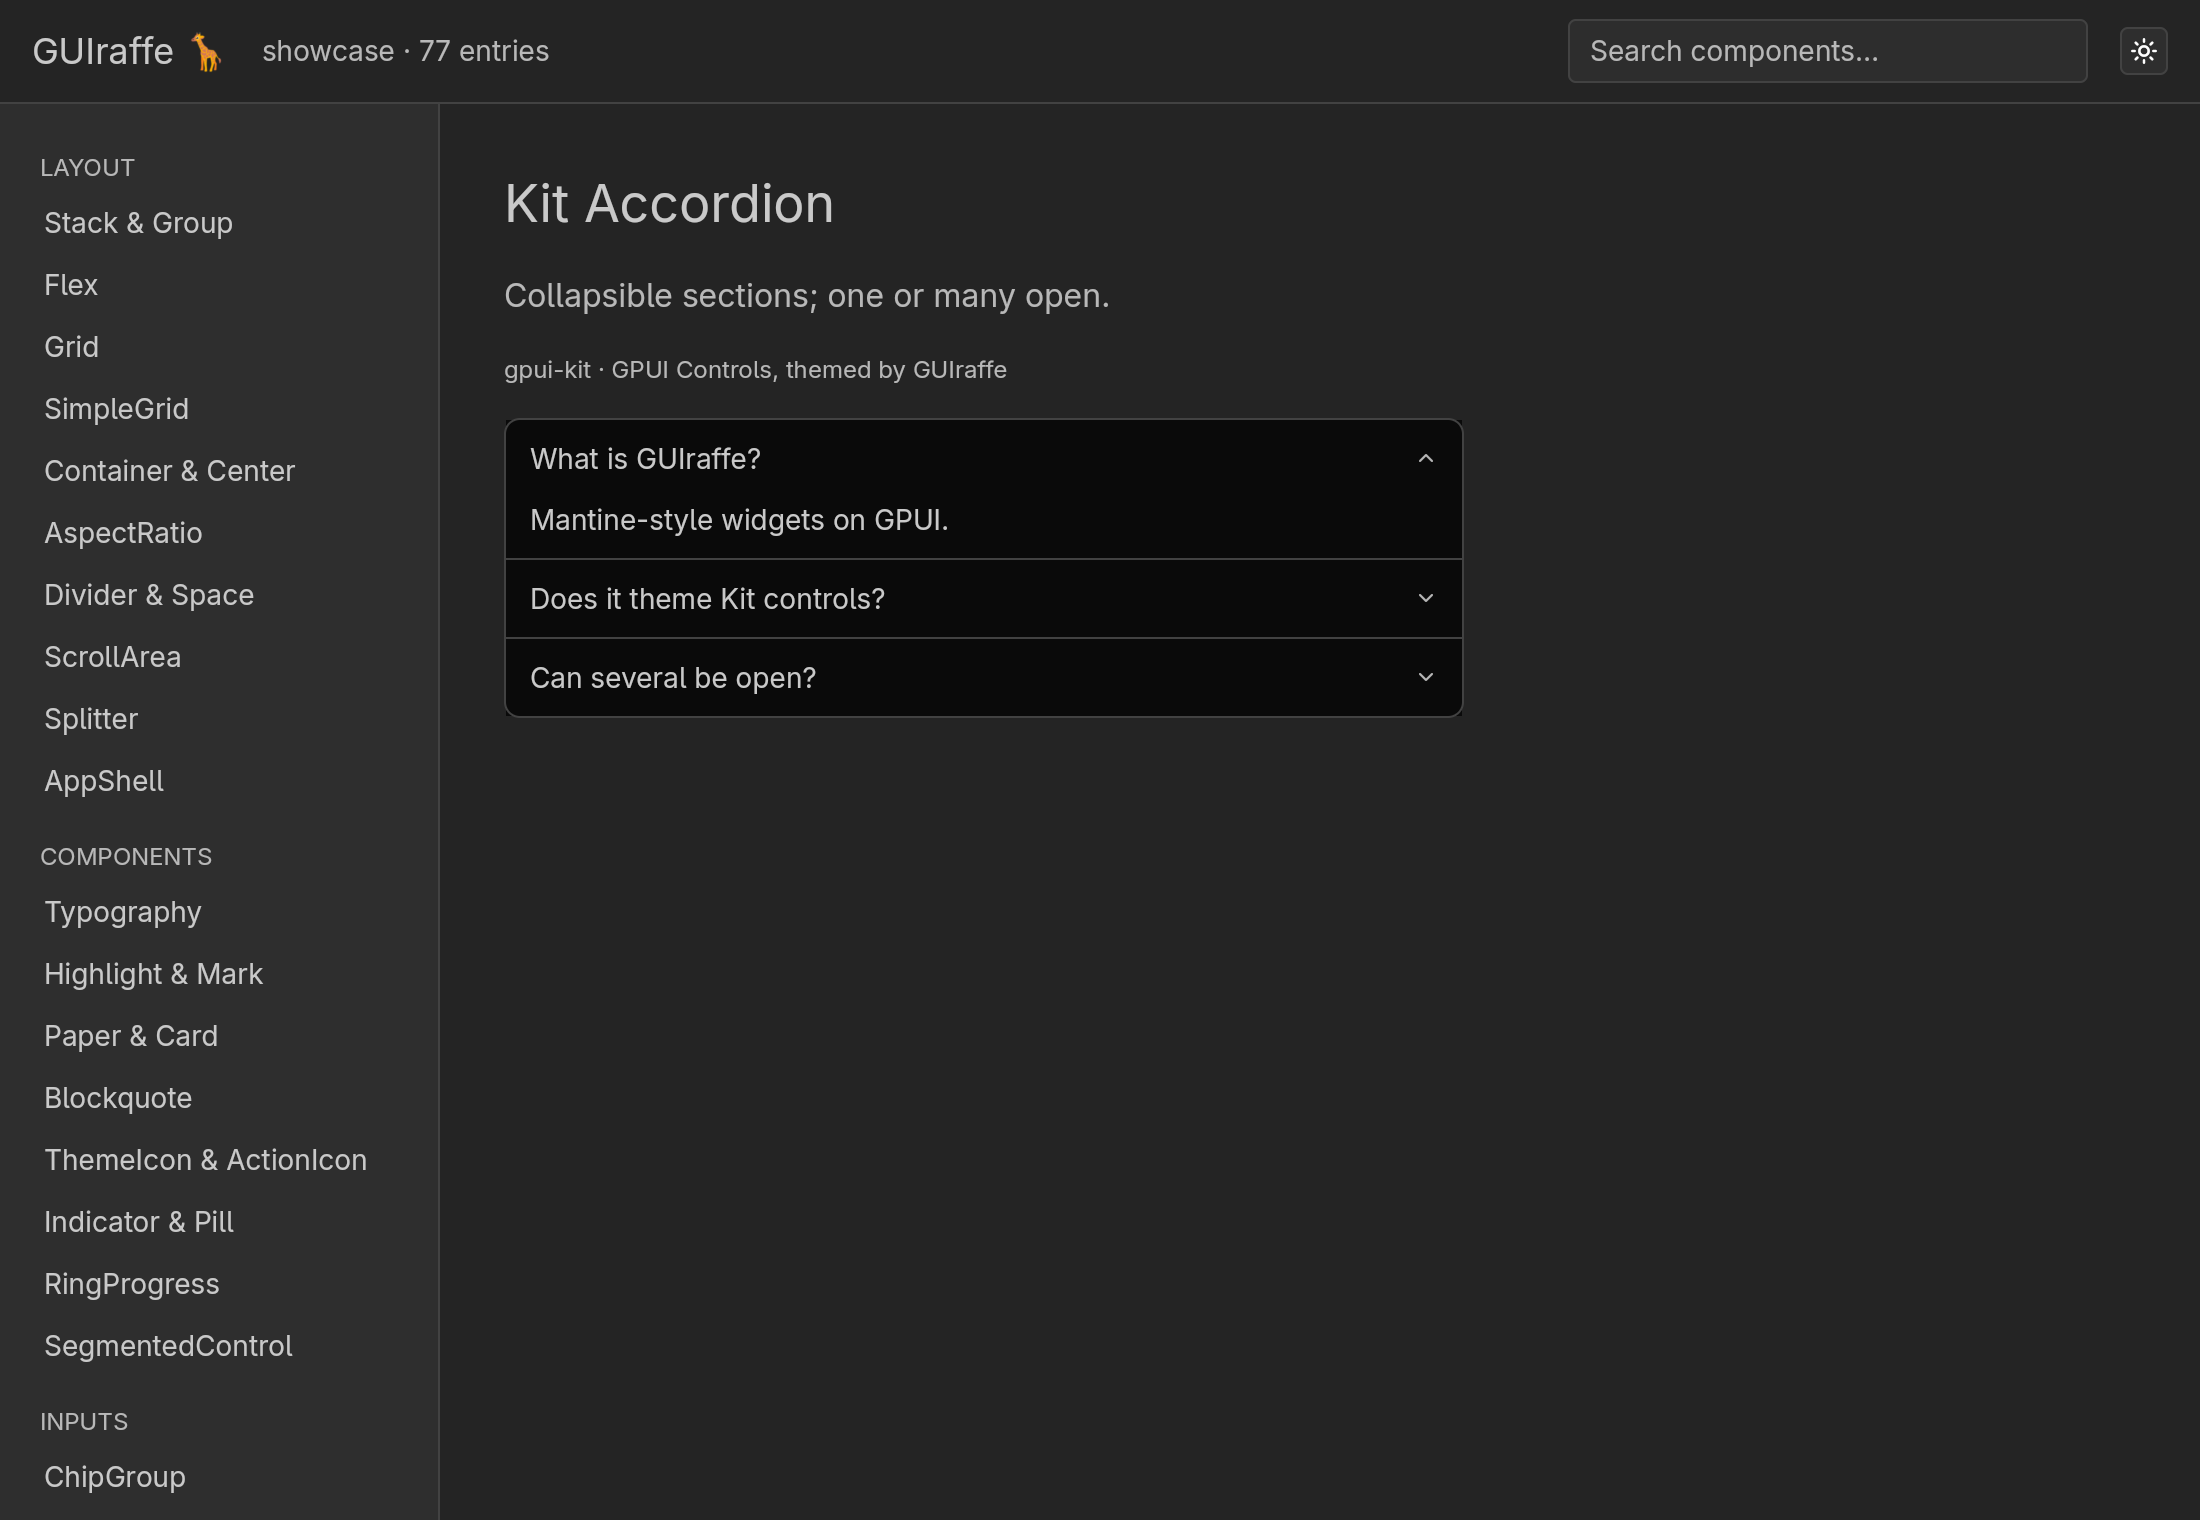 GUIraffe 🦒 showcase · 77 entries
Search components...
LAYOUT
Stack & Group
Flex
Grid
SimpleGrid
Container & Center
AspectRatio
Divider & Space
ScrollArea
Splitter
AppShell
COMPONENTS
Typography
Highlight & Mark
Paper & Card
Blockquote
ThemeIcon & ActionIcon
Indicator & Pill
RingProgress
SegmentedControl
INPUTS
ChipGroup
Kit Accordion
Collapsible sections; one or many open.
gpui-kit · GPUI Controls, themed by GUIraffe
What is GUIraffe?
Mantine-style widgets on GPUI.
Does it theme Kit controls?
Can several be open?